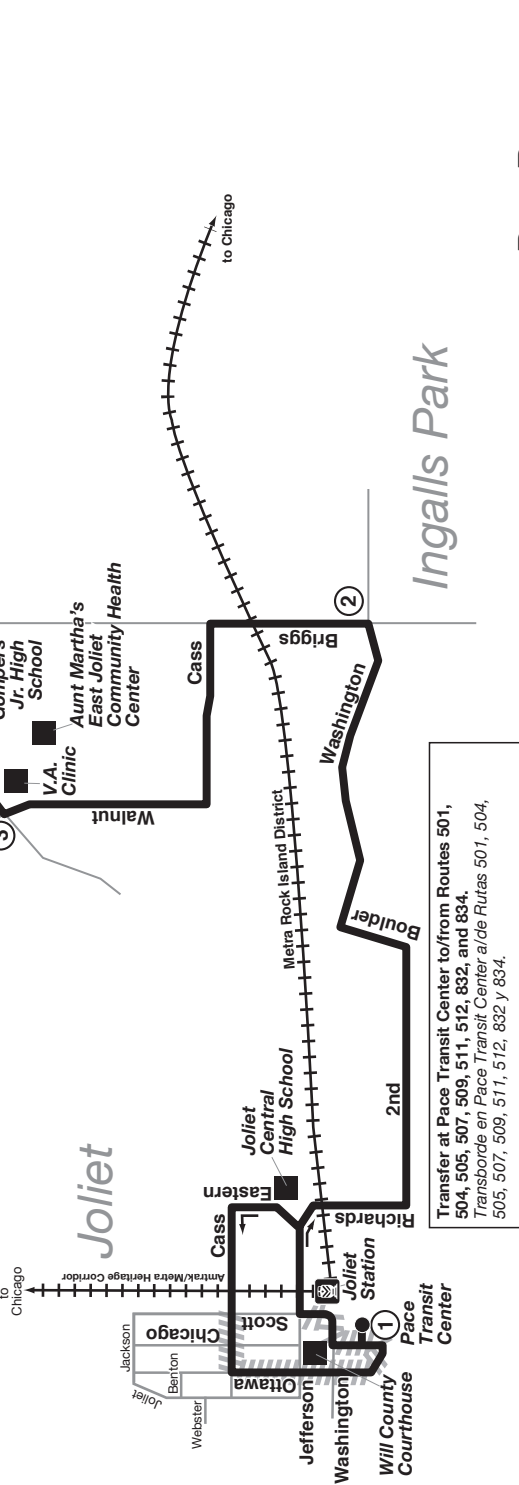 Joliet
Ingalls Park
to
Chicago
to Chicago
Amtrak/Metra Heritage Corridor
Metra Rock Island District
Jackson
Joliet
Benton
Webster
Chicago
Scott
Ottawa
Jefferson
Washington
Will County
Courthouse
1
Pace
Transit
Center
Joliet
Station
Cass
Eastern
Joliet
Central
High School
Richards
2nd
Boulder
Washington
2
Briggs
Cass
Walnut
3
V.A.
Clinic
Jr. High
School
Aunt Martha's
East Joliet
Community Health
Center
Transfer at Pace Transit Center to/from Routes 501,
504, 505, 507, 509, 511, 512, 832, and 834.
Transborde en Pace Transit Center a/de Rutas 501, 504,
505, 507, 509, 511, 512, 832 y 834.